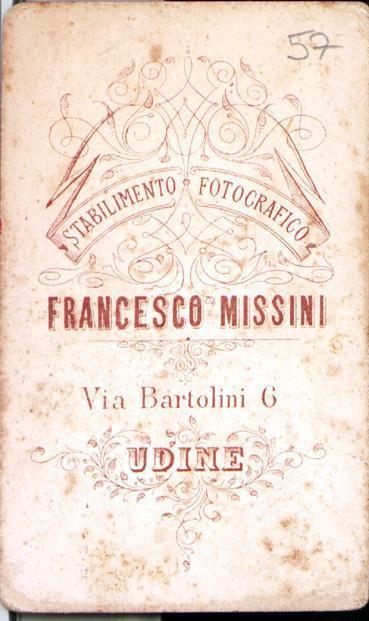 57
STABILIMENTO FOTOGRAFICO
FRANCESCO MISSINI
Via Bartolini 6
UDINE